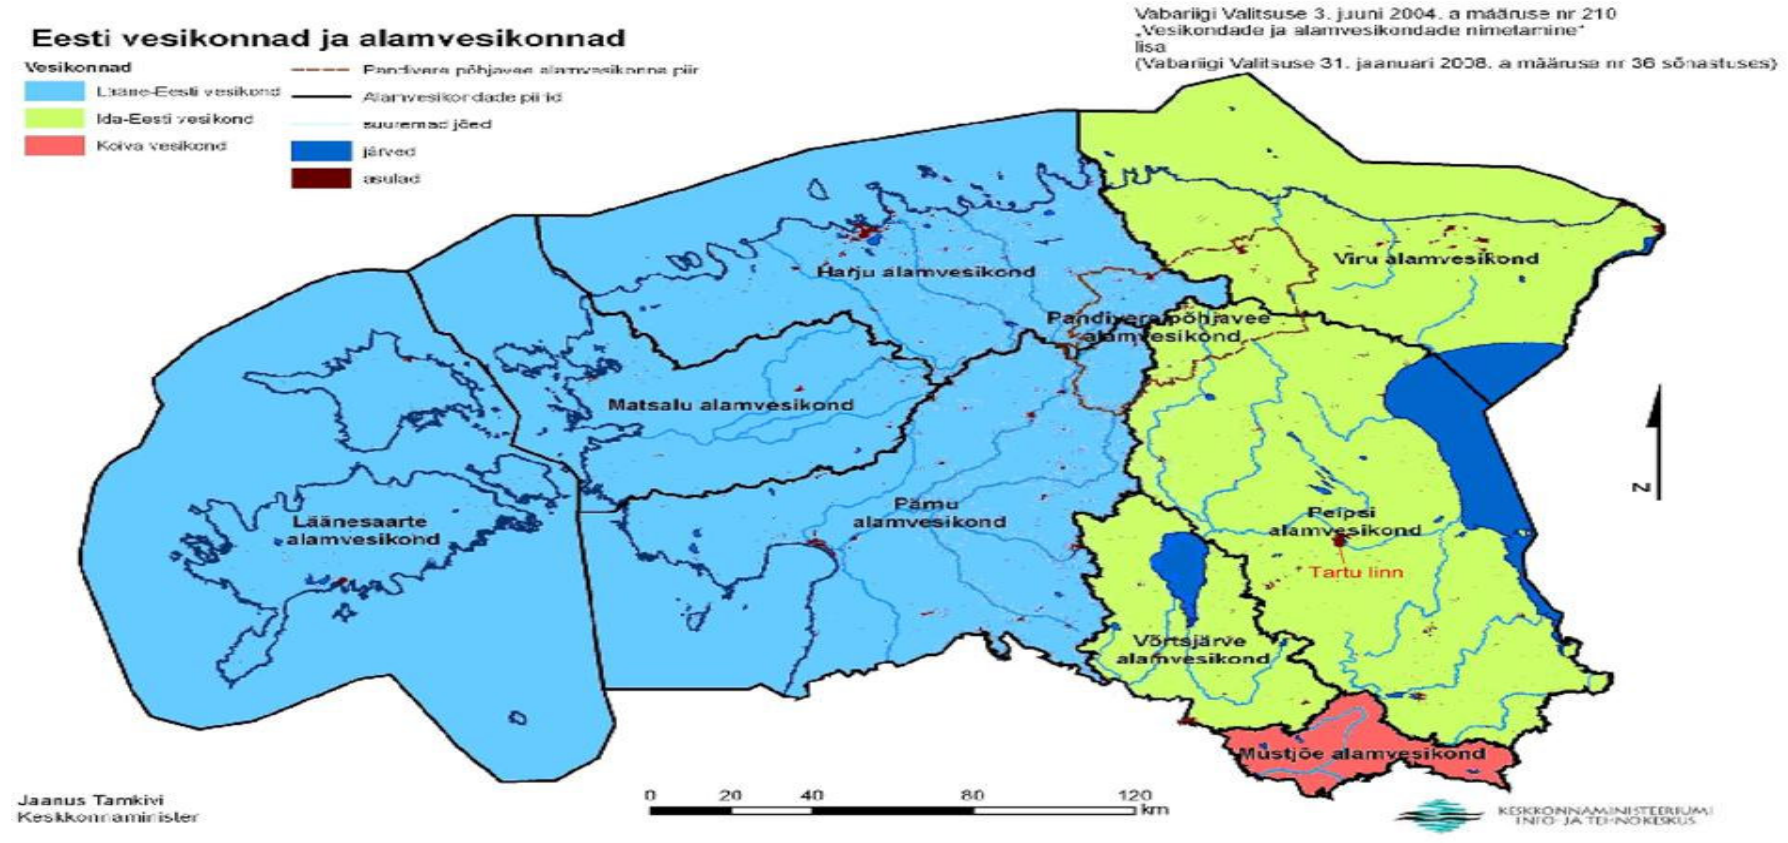 Eesti vesikonnad ja alamvesikonnad
Vabariigi Valitsuse 3. juuni 2004. a määruse nr 210
„Vesikondade ja alamvesikondade nimetamine“
lisa
(Vabariigi Valitsuse 31. jaanuari 2008. a määruse nr 36 sõnastuses)
Vesikonnad
Lääne-Eesti vesikond
Ida-Eesti vesikond
Koiva vesikond
Pandivere põhjavee alamvesikonna piir
Alamvesikondade piirid
suuremad jõed
järved
asulad
Harju alamvesikond
Viru alamvesikond
Pandivere põhjavee
alamvesikond
Matsalu alamvesikond
Läänesaarte
alamvesikond
Pärnu
alamvesikond
Peipsi
alamvesikond
Tartu linn
Võrtsjärve
alamvesikond
Mustjõe alamvesikond
N
0 20 40 80 120
km
Jaanus Tamkivi
Keskkonnaminister
KESKKONNAMINISTEERIUMI
INFO- JA TEHNOKESKUS